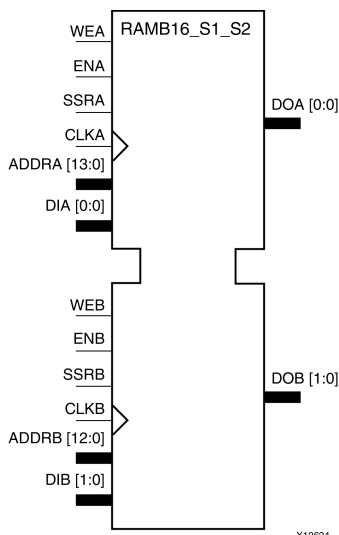 RAMB16_S1_S2
WEA
ENA
SSRA
CLKA
ADDRA [13:0]
DIA [0:0]
DOA [0:0]
WEB
ENB
SSRB
CLKB
ADDRB [12:0]
DIB [1:0]
DOB [1:0]